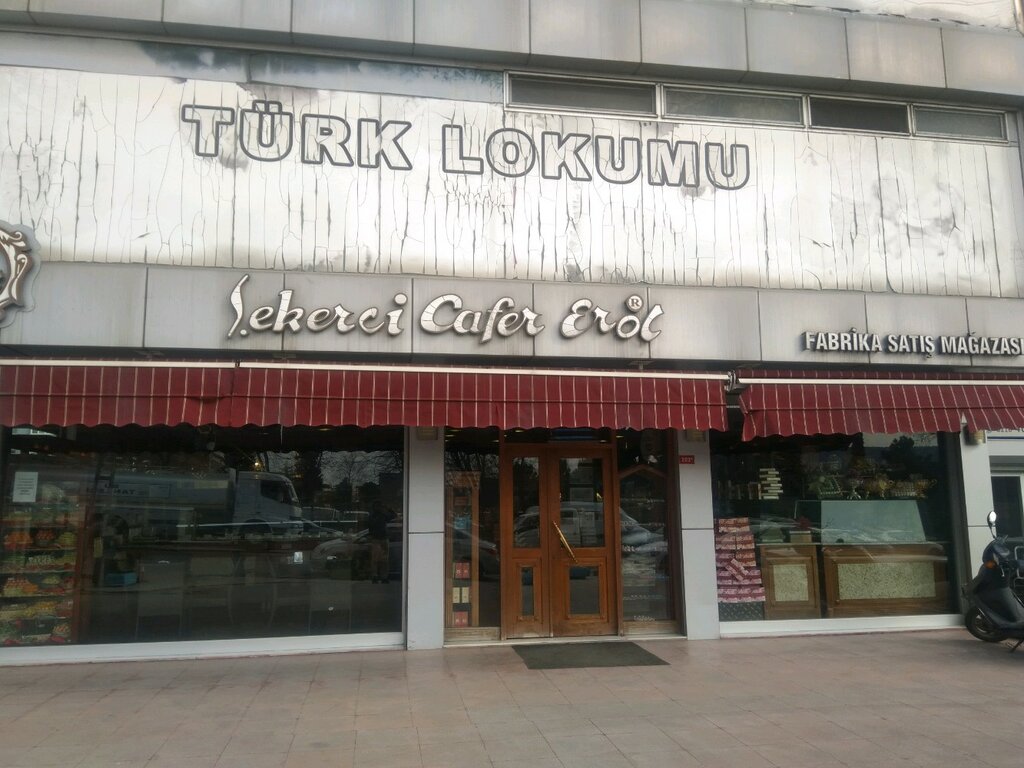 TÜRK LOKUMU
Şekerci Cafer Erol ®
FABRİKA SATIŞ MAĞAZASI